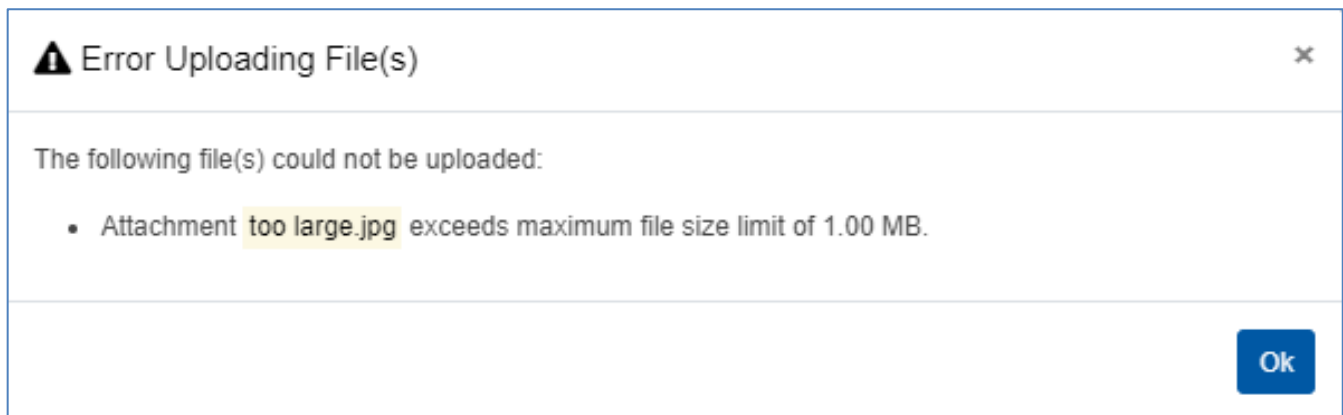 Error Uploading File(s)
×
The following file(s) could not be uploaded:
• Attachment too large.jpg exceeds maximum file size limit of 1.00 MB.
Ok